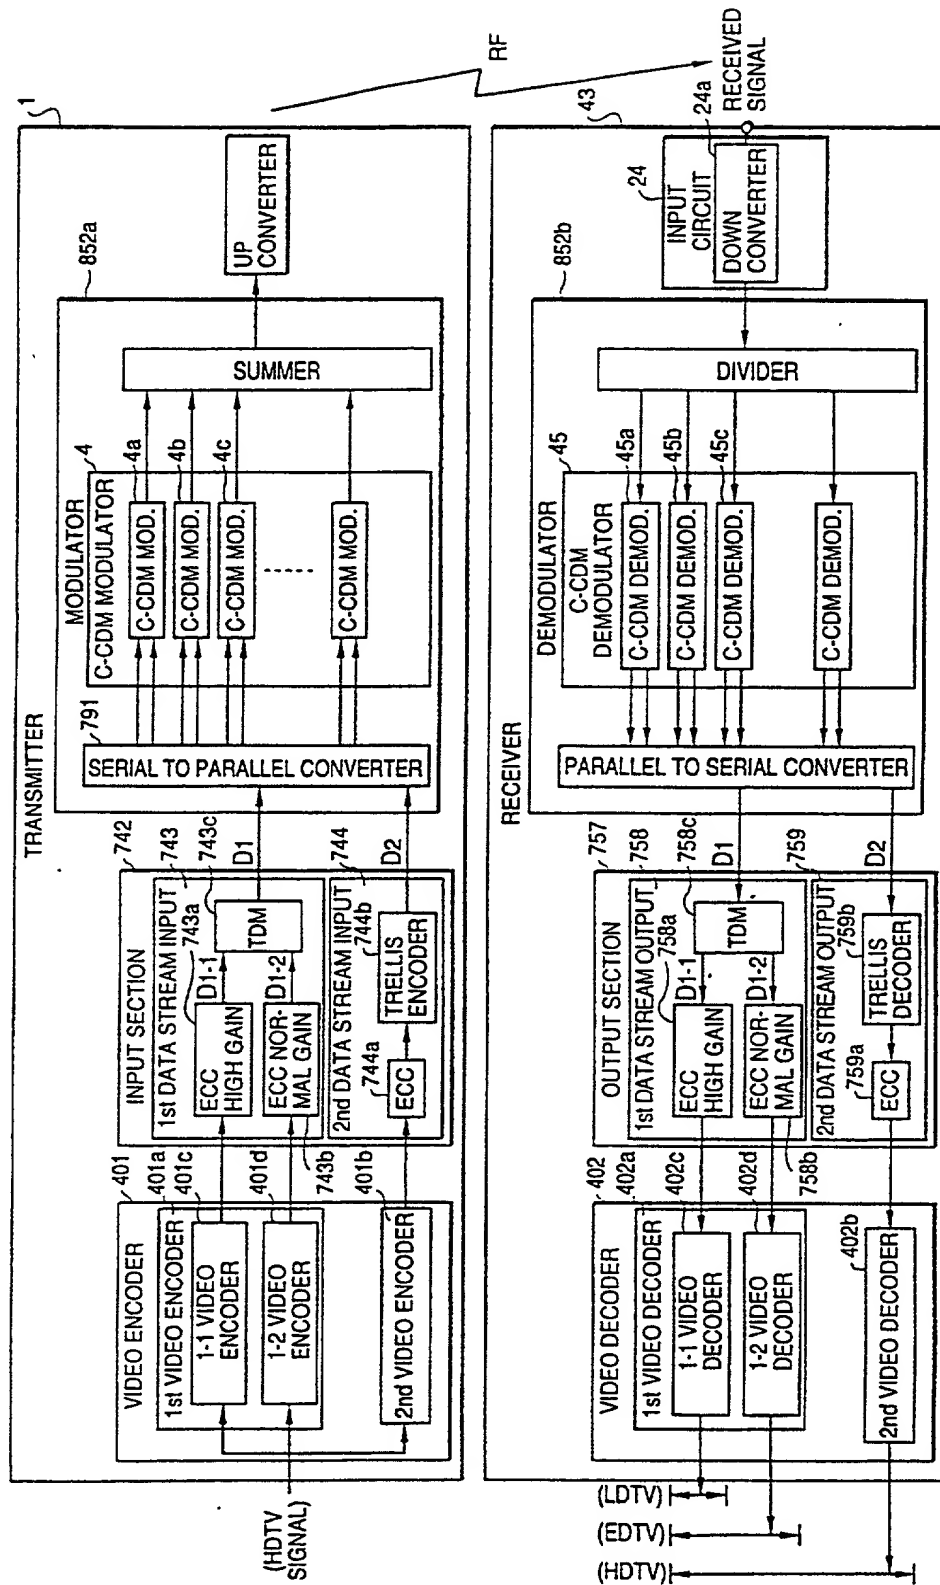 TRANSMITTER
1
VIDEO ENCODER
401
1st VIDEO ENCODER
401a
401c
1-1 VIDEO
ENCODER
401d
1-2 VIDEO
ENCODER
401b
2nd VIDEO ENCODER
(HDTV
SIGNAL)
INPUT SECTION
742
1st DATA STREAM INPUT
743
743a
743c
ECC
HIGH GAIN
D1-1
TDM
D1
ECC NOR-
MAL GAIN
D1-2
743b
2nd DATA STREAM INPUT
744
744a
744b
ECC
TRELLIS
ENCODER
D2
MODULATOR
852a
791
SERIAL TO PARALLEL CONVERTER
C-CDM MODULATOR
4
C-CDM MOD.
4a
C-CDM MOD.
4b
C-CDM MOD.
4c
C-CDM MOD.
SUMMER
UP
CONVERTER
RF
RECEIVER
43
RECEIVED
SIGNAL
24
INPUT
CIRCUIT
24a
DOWN
CONVERTER
DEMODULATOR
852b
DIVIDER
C-CDM
DEMODULATOR
45
C-CDM DEMOD.
45a
C-CDM DEMOD.
45b
C-CDM DEMOD.
45c
C-CDM DEMOD.
PARALLEL TO SERIAL CONVERTER
OUTPUT SECTION
757
1st DATA STREAM OUTPUT
758
758a
758c
ECC
HIGH GAIN
D1-1
TDM
D1
ECC NOR-
MAL GAIN
D1-2
758b
2nd DATA STREAM OUTPUT
759
759a
759b
ECC
TRELLIS
DECODER
D2
VIDEO DECODER
402
1st VIDEO DECODER
402a
402c
1-1 VIDEO
DECODER
402d
1-2 VIDEO
DECODER
402b
2nd VIDEO DECODER
(LDTV)
(EDTV)
(HDTV)